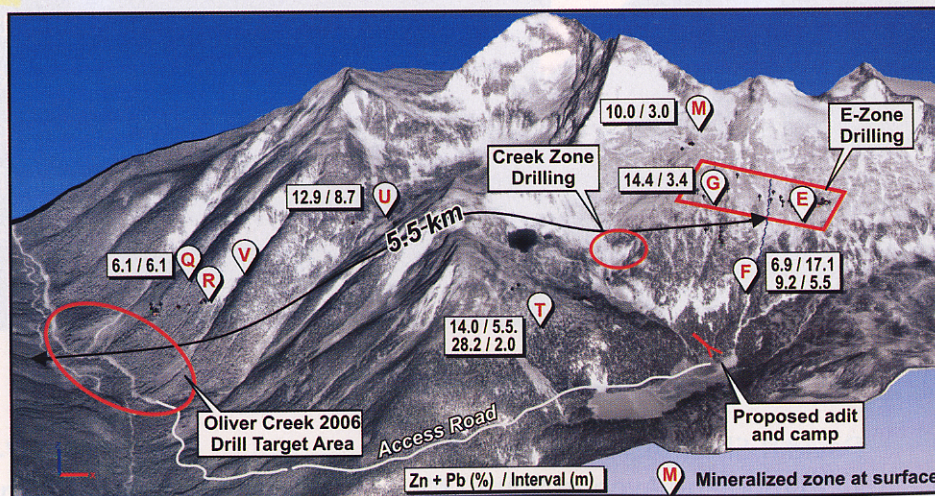 10.0 / 3.0
M
E-Zone
Drilling
Creek Zone
Drilling
14.4 / 3.4
G
E
12.9 / 8.7
U
5.5 km
6.1 / 6.1
Q
R
V
F
6.9 / 17.1
9.2 / 5.5
T
14.0 / 5.5.
28.2 / 2.0
Oliver Creek 2006
Drill Target Area
Access Road
Proposed adit
and camp
Zn + Pb (%) / Interval (m)
M Mineralized zone at surface
x